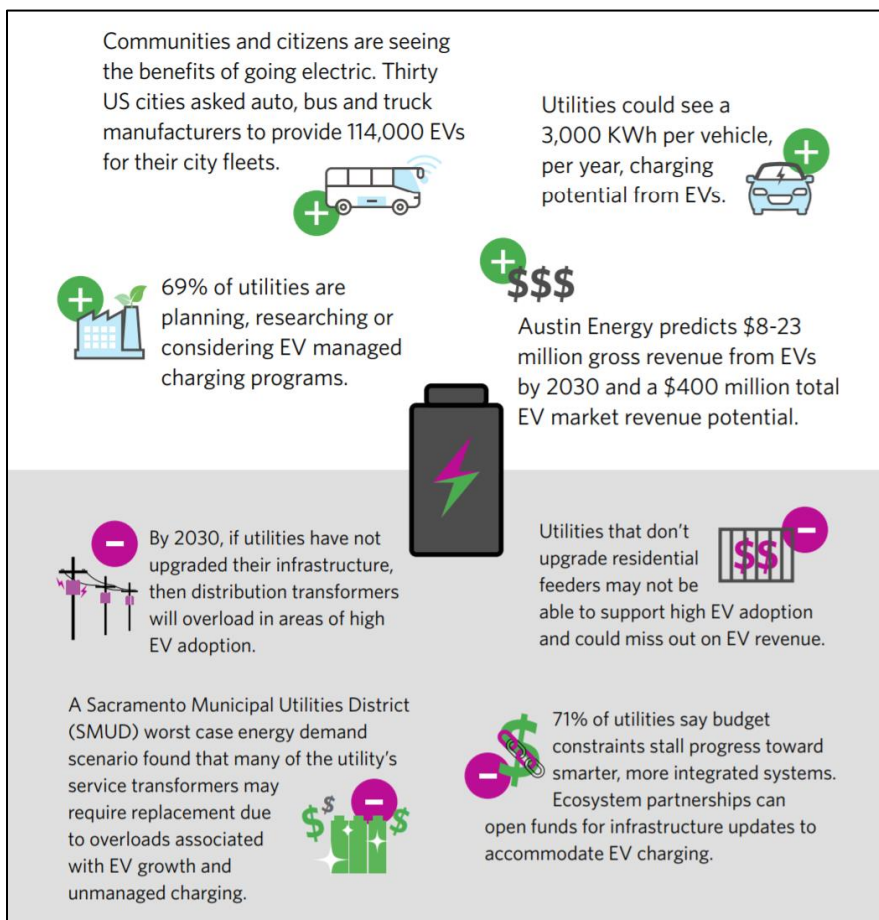 Communities and citizens are seeing
the benefits of going electric. Thirty
US cities asked auto, bus and truck
manufacturers to provide 114,000 EVs
for their city fleets.
Utilities could see a
3,000 KWh per vehicle,
per year, charging
potential from EVs.
69% of utilities are
planning, researching or
considering EV managed
charging programs.
$$$
Austin Energy predicts $8-23
million gross revenue from EVs
by 2030 and a $400 million total
EV market revenue potential.
By 2030, if utilities have not
upgraded their infrastructure,
then distribution transformers
will overload in areas of high
EV adoption.
Utilities that don’t
upgrade residential
feeders may not be
able to support high EV adoption
and could miss out on EV revenue.
$$
A Sacramento Municipal Utilities District
(SMUD) worst case energy demand
scenario found that many of the utility’s
service transformers may
require replacement due
to overloads associated
with EV growth and
unmanaged charging.
$ $ $
$
71% of utilities say budget
constraints stall progress toward
smarter, more integrated systems.
Ecosystem partnerships can
open funds for infrastructure updates to
accommodate EV charging.